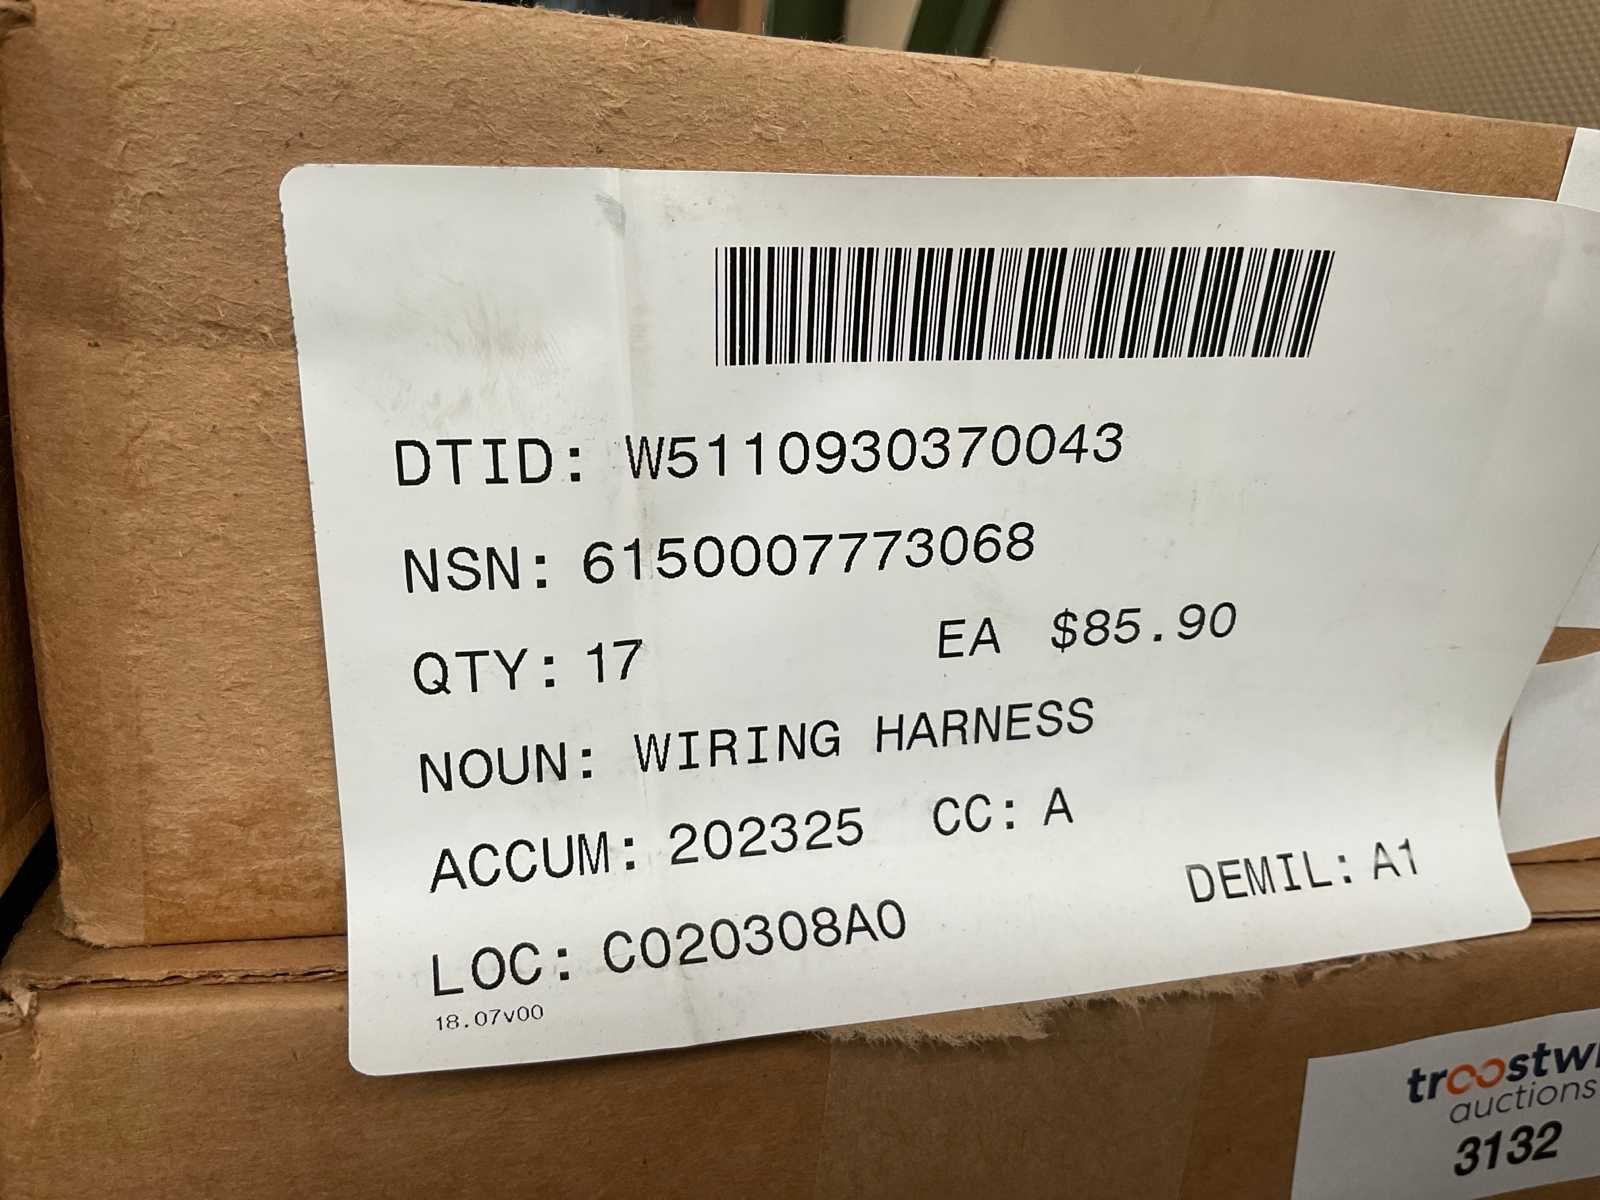 DTID: W5110930370043
NSN: 6150007773068
QTY: 17 EA $85.90
NOUN: WIRING HARNESS
ACCUM: 202325 CC: A
DEMIL: A1
LOC: C020308A0
18.07v00
troostwi
auctions
3132